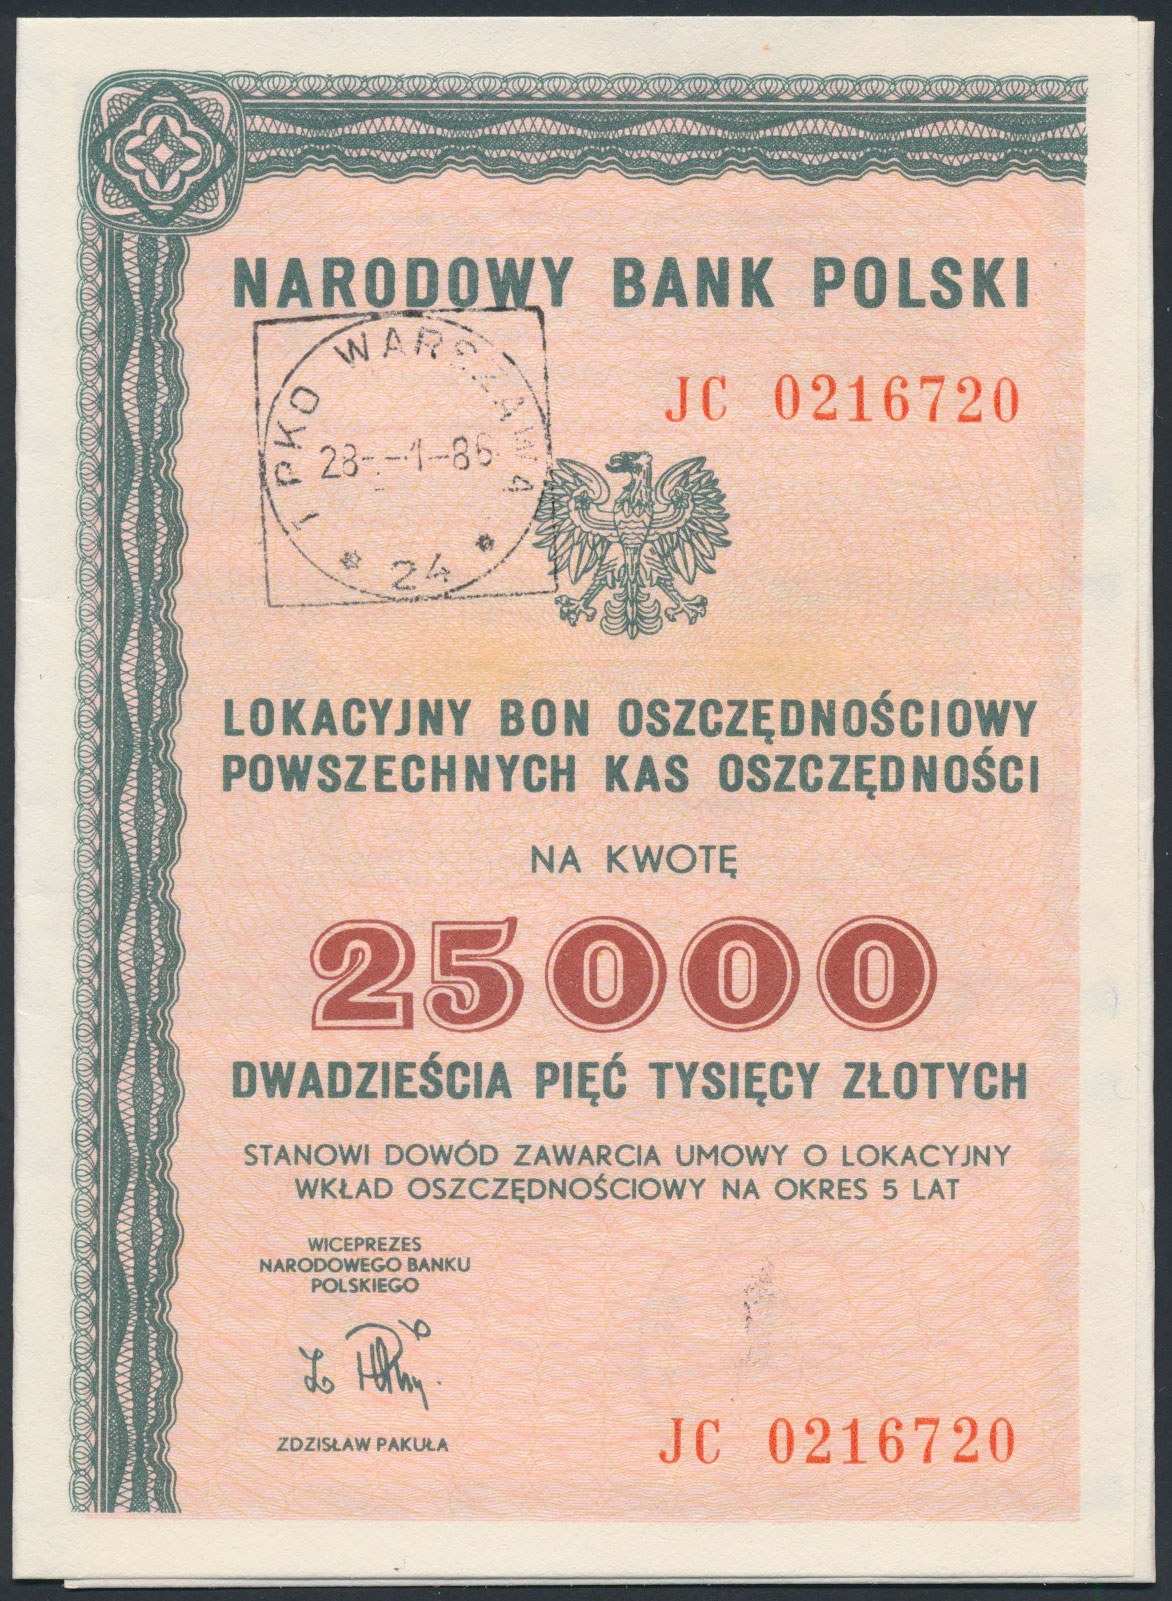 NARODOWY BANK POLSKI
JC 0216720
PKO WARSZAWA
28-1-86
* 24 *
LOKACYJNY BON OSZCZĘDNOŚCIOWY
POWSZECHNYCH KAS OSZCZĘDNOŚCI
NA KWOTĘ
25000
DWADZIEŚCIA PIĘĆ TYSIĘCY ZŁOTYCH
STANOWI DOWÓD ZAWARCIA UMOWY O LOKACYJNY
WKŁAD OSZCZĘDNOŚCIOWY NA OKRES 5 LAT
WICEPREZES
NARODOWEGO BANKU
POLSKIEGO
ZDZISŁAW PAKUŁA
JC 0216720